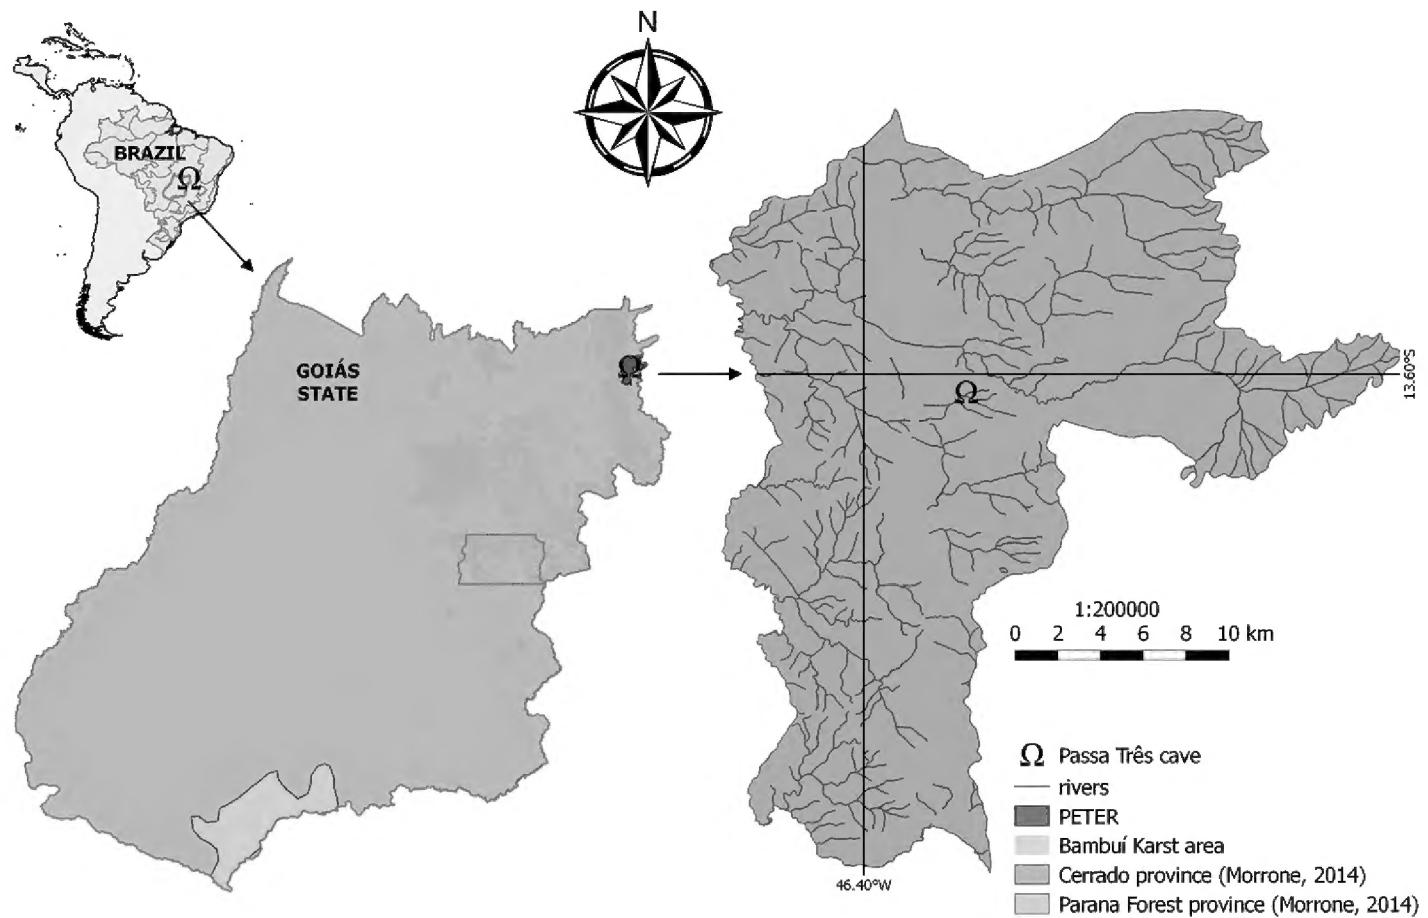 N
BRAZIL
Ω
GOIÁS
STATE
Ω
Ω
13.60°S
46.40°W
1:200000
0 2 4 6 8 10 km
Ω Passa Três cave
rivers
PETER
Bambuí Karst area
Cerrado province (Morrone, 2014)
Parana Forest province (Morrone, 2014)